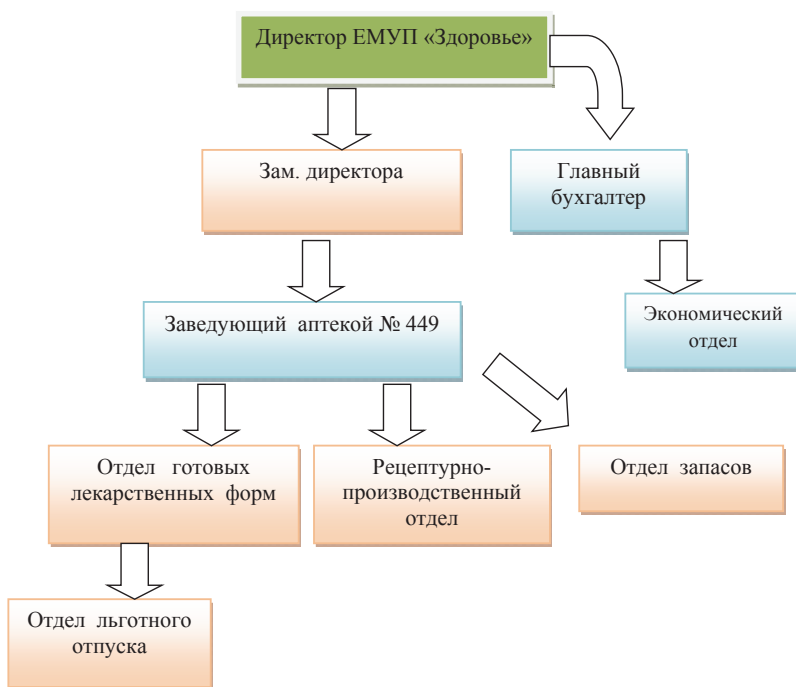 Директор ЕМУП «Здоровье»
Зам. директора
Главный
бухгалтер
Заведующий аптекой № 449
Экономический
отдел
Отдел готовых
лекарственных форм
Рецептурно-
производственный
отдел
Отдел запасов
Отдел льготного
отпуска